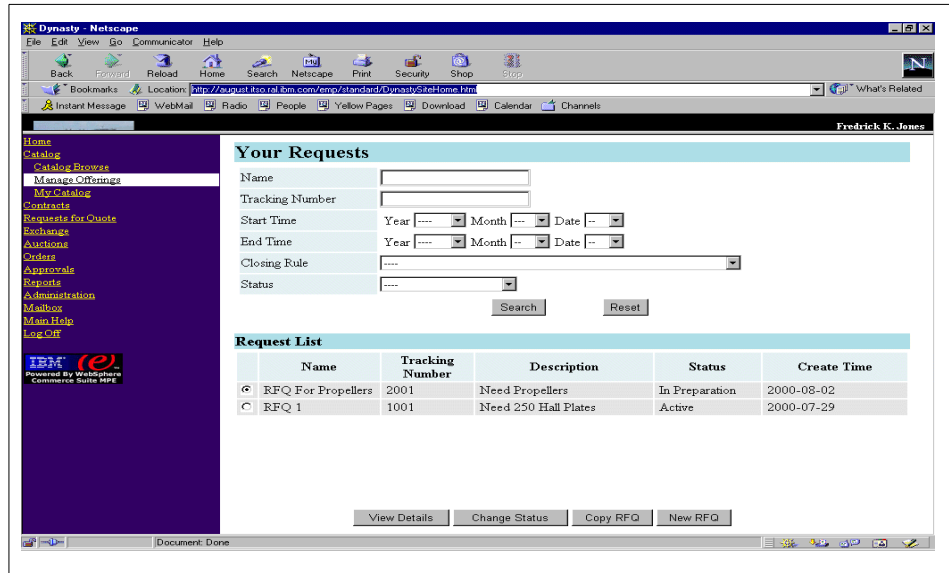 Dynasty - Netscape
File Edit View Go Communicator Help
Back Forward Reload Home Search Netscape Print Security Shop Stop
My
N
Bookmarks Location: http://august.itso.ral.ibm.com/emp/standard/DynastySiteHome.html What's Related
Instant Message WebMail Radio People Yellow Pages Download Calendar Channels
Fredrick K. Jones
Home
Catalog
Catalog Browse
Manage Offerings
My Catalog
Contracts
Requests for Quote
Exchange
Auctions
Orders
Approvals
Reports
Administration
Mailbox
Main Help
Log Off
IBM e
Powered By WebSphere
Commerce Suite MPE
Your Requests
Name
Tracking Number
Start Time Year ---- Month --- Date --
End Time Year ---- Month -- Date --
Closing Rule ----
Status ----
Search Reset
Request List
Name Tracking Number Description Status Create Time
RFQ For Propellers 2001 Need Propellers In Preparation 2000-08-02
RFQ 1 1001 Need 250 Hall Plates Active 2000-07-29
View Details Change Status Copy RFQ New RFQ
Document: Done